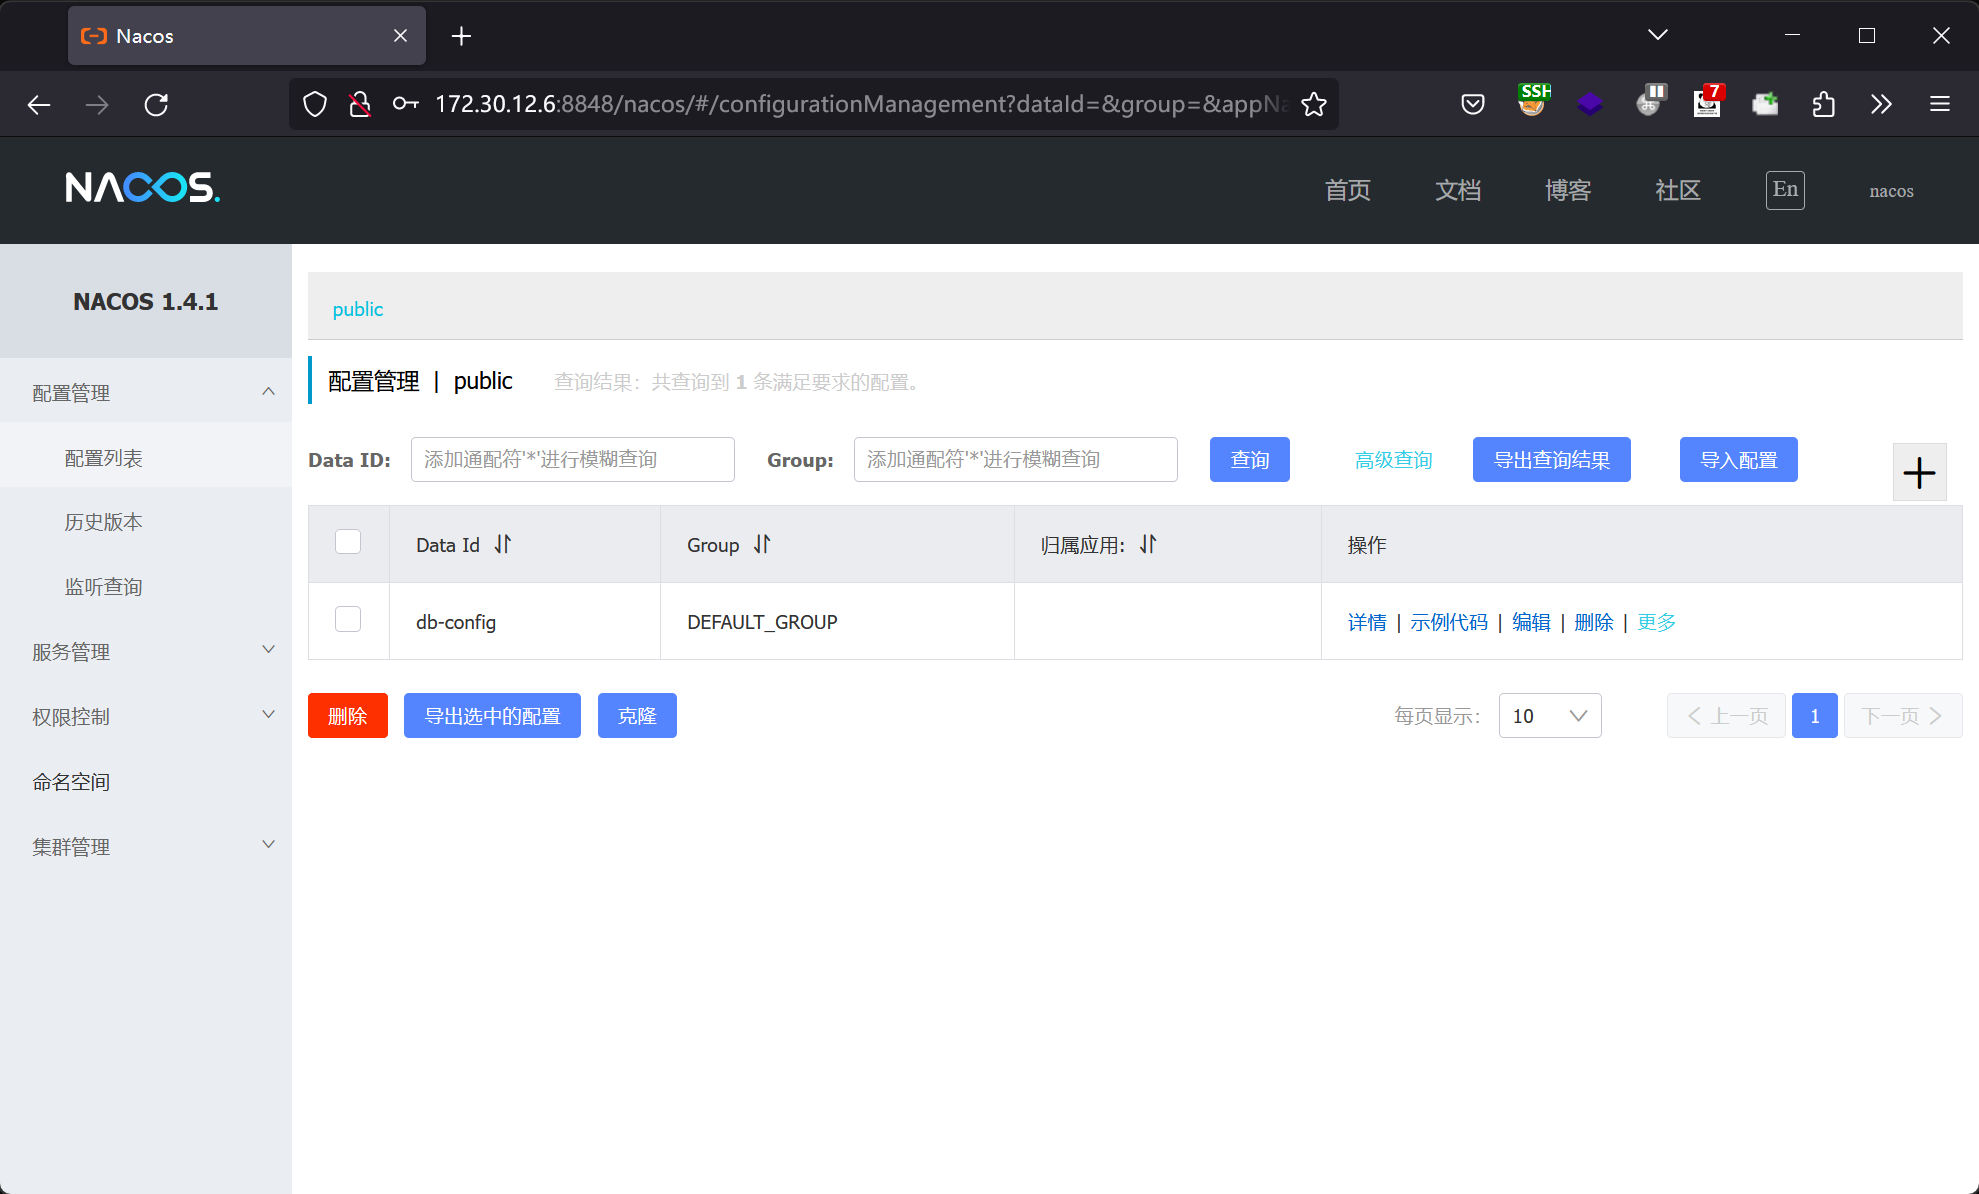 Nacos
172.30.12.6:8848/nacos/#/configurationManagement?dataId=&group=&appNa
SSH
7
NACOS.
首页 文档 博客 社区 En nacos
NACOS 1.4.1
配置管理
配置列表
历史版本
监听查询
服务管理
权限控制
命名空间
集群管理
public
配置管理 | public 查询结果：共查询到 1 条满足要求的配置。
Data ID: 添加通配符'*'进行模糊查询 Group: 添加通配符'*'进行模糊查询 查询 高级查询 导出查询结果 导入配置
Data Id Group 归属应用: 操作
db-config DEFAULT_GROUP 详情 | 示例代码 | 编辑 | 删除 | 更多
删除 导出选中的配置 克隆 每页显示： 10 上一页 1 下一页